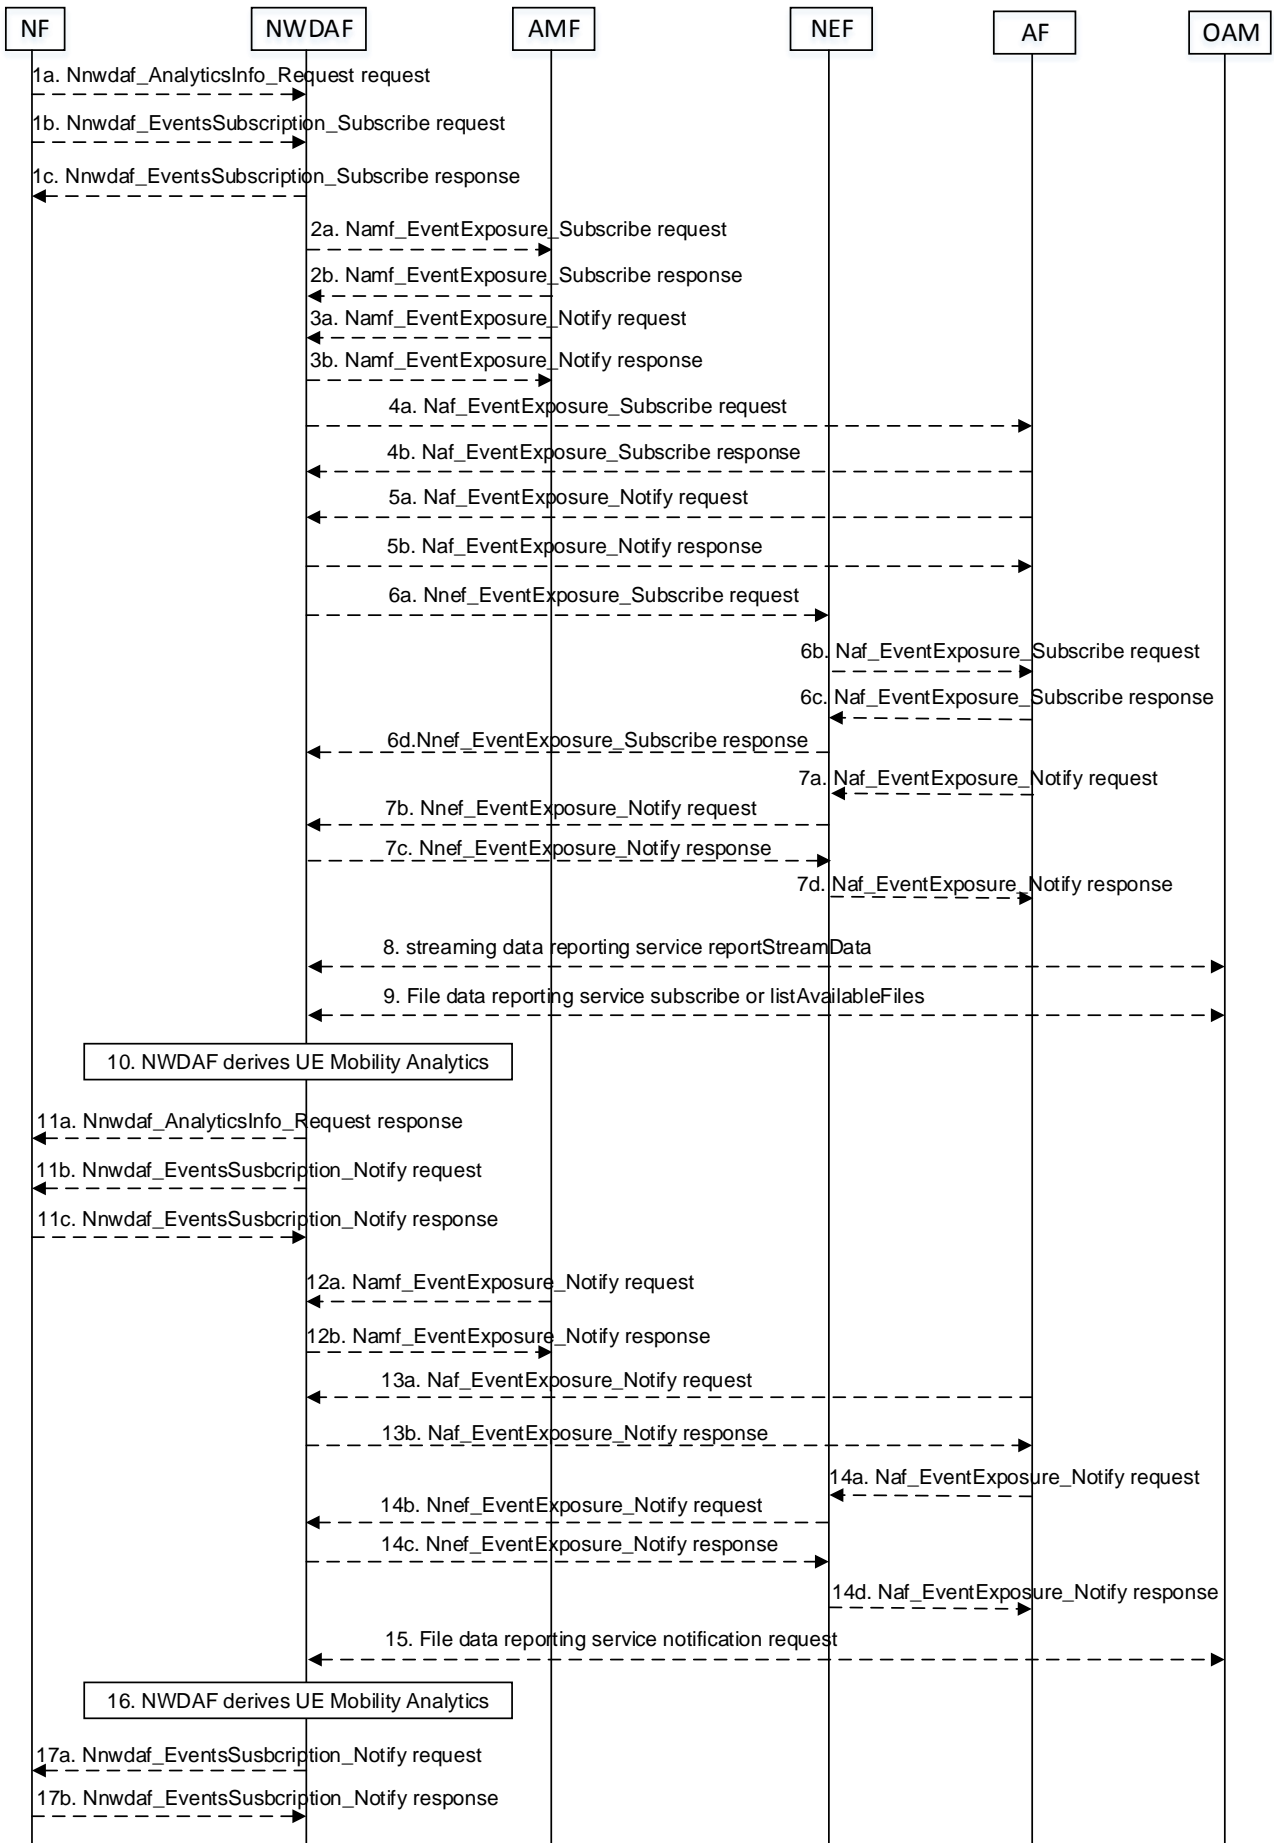 NF
NWDAF
AMF
NEF
AF
OAM
1a. Nnwdaf_AnalyticsInfo_Request request
1b. Nnwdaf_EventsSubscription_Subscribe request
1c. Nnwdaf_EventsSubscription_Subscribe response
2a. Namf_EventExposure_Subscribe request
2b. Namf_EventExposure_Subscribe response
3a. Namf_EventExposure_Notify request
3b. Namf_EventExposure_Notify response
4a. Naf_EventExposure_Subscribe request
4b. Naf_EventExposure_Subscribe response
5a. Naf_EventExposure_Notify request
5b. Naf_EventExposure_Notify response
6a. Nnef_EventExposure_Subscribe request
6b. Naf_EventExposure_Subscribe request
6c. Naf_EventExposure_Subscribe response
6d.Nnef_EventExposure_Subscribe response
7a. Naf_EventExposure_Notify request
7b. Nnef_EventExposure_Notify request
7c. Nnef_EventExposure_Notify response
7d. Naf_EventExposure_Notify response
8. streaming data reporting service reportStreamData
9. File data reporting service subscribe or listAvailableFiles
10. NWDAF derives UE Mobility Analytics
11a. Nnwdaf_AnalyticsInfo_Request response
11b. Nnwdaf_EventsSusbcription_Notify request
11c. Nnwdaf_EventsSusbcription_Notify response
12a. Namf_EventExposure_Notify request
12b. Namf_EventExposure_Notify response
13a. Naf_EventExposure_Notify request
13b. Naf_EventExposure_Notify response
14a. Naf_EventExposure_Notify request
14b. Nnef_EventExposure_Notify request
14c. Nnef_EventExposure_Notify response
14d. Naf_EventExposure_Notify response
15. File data reporting service notification request
16. NWDAF derives UE Mobility Analytics
17a. Nnwdaf_EventsSusbcription_Notify request
17b. Nnwdaf_EventsSusbcription_Notify response